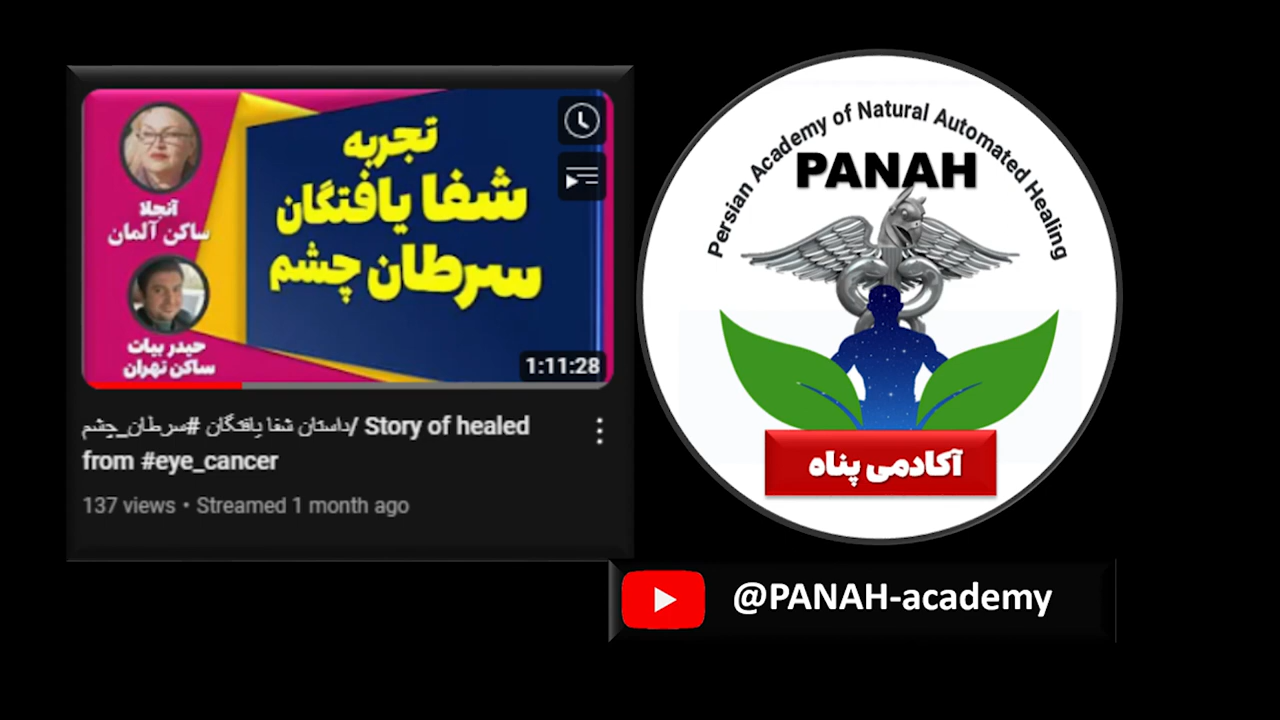 تجربه
شفا یافتگان
سرطان چشم
آنجلا
ساکن آلمان
حیدر بیات
ساکن تهران
1:11:28
داستان شفا یافتگان #سرطان_چشم/ Story of healed
from #eye_cancer
137 views • Streamed 1 month ago
Persian Academy of Natural Automated Healing
PANAH
آکادمی پناه
@PANAH-academy